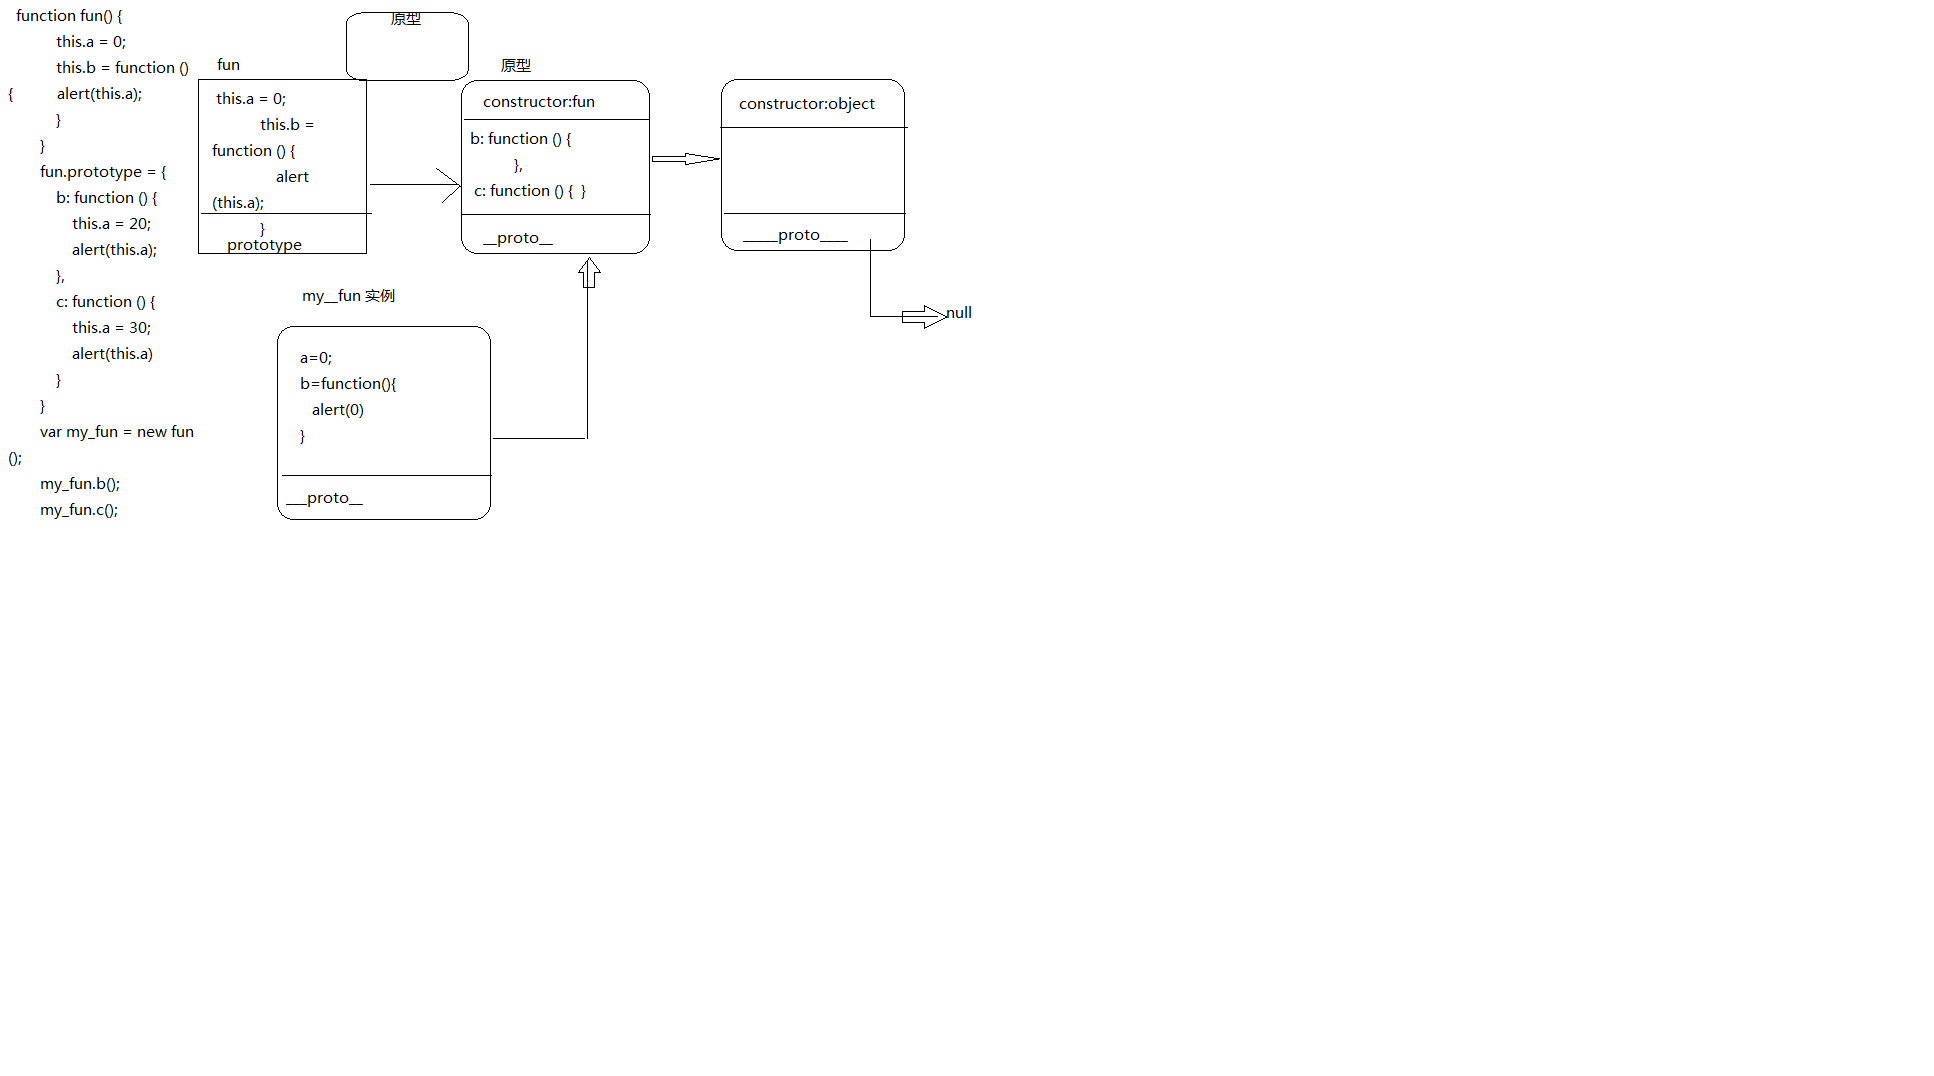 function fun() {
this.a = 0;
this.b = function ()
{ alert(this.a);
}
}
fun.prototype = {
b: function () {
this.a = 20;
alert(this.a);
},
c: function () {
this.a = 30;
alert(this.a)
}
}
var my_fun = new fun
();
my_fun.b();
my_fun.c();
fun
this.a = 0;
this.b =
function () {
alert
(this.a);
}
prototype
原型
原型
constructor:fun
b: function () {
},
c: function () { }
__proto__
constructor:object
_____proto____
null
my__fun 实例
a=0;
b=function(){
alert(0)
}
___proto__